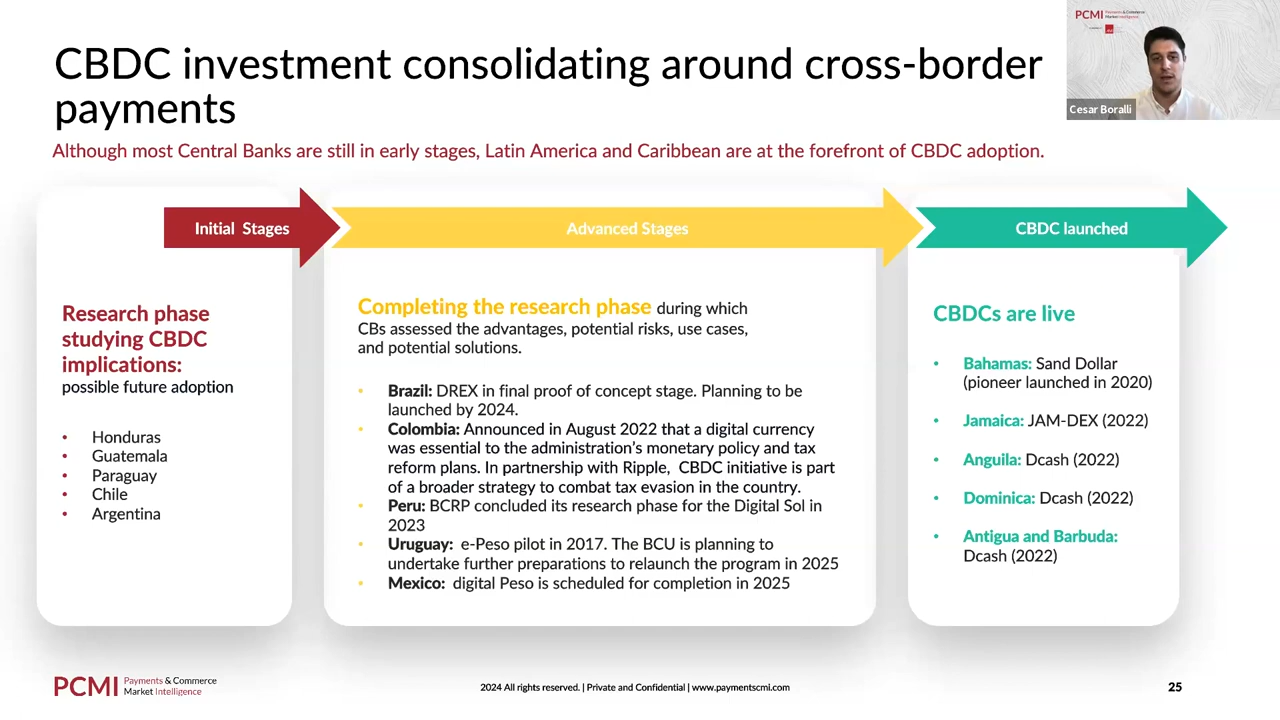 PCMI Payments & Commerce
Market Intelligence
Cesar Boralli
CBDC investment consolidating around cross-border
payments
Although most Central Banks are still in early stages, Latin America and Caribbean are at the forefront of CBDC adoption.
Initial Stages
Advanced Stages
CBDC launched
Research phase
studying CBDC
implications:
possible future adoption
• Honduras
• Guatemala
• Paraguay
• Chile
• Argentina
Completing the research phase during which
CBs assessed the advantages, potential risks, use cases,
and potential solutions.
• Brazil: DREX in final proof of concept stage. Planning to be
launched by 2024.
• Colombia: Announced in August 2022 that a digital currency
was essential to the administration's monetary policy and tax
reform plans. In partnership with Ripple, CBDC initiative is part
of a broader strategy to combat tax evasion in the country.
• Peru: BCRP concluded its research phase for the Digital Sol in
2023
• Uruguay: e-Peso pilot in 2017. The BCU is planning to
undertake further preparations to relaunch the program in 2025
• Mexico: digital Peso is scheduled for completion in 2025
CBDCs are live
• Bahamas: Sand Dollar
(pioneer launched in 2020)
• Jamaica: JAM-DEX (2022)
• Anguila: Dcash (2022)
• Dominica: Dcash (2022)
• Antigua and Barbuda:
Dcash (2022)
PCMI Payments & Commerce
Market Intelligence
2024 All rights reserved. | Private and Confidential | www.paymentscmi.com
25